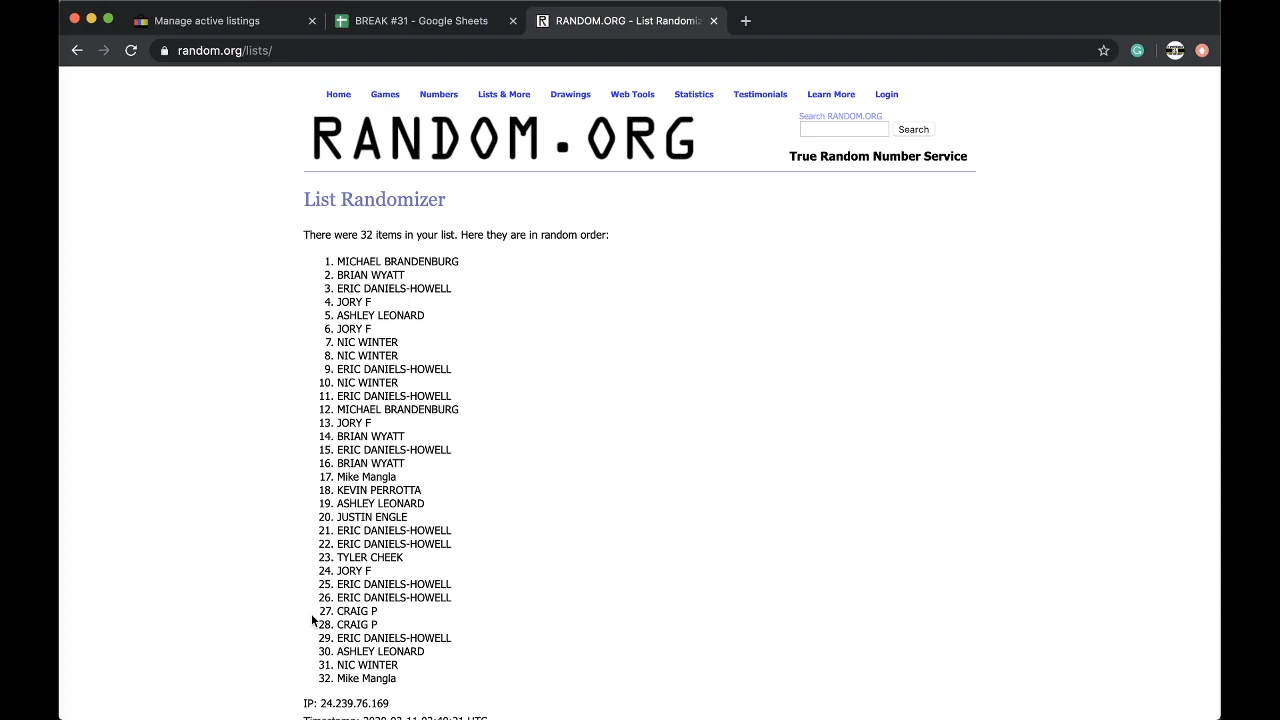 Manage active listings
BREAK #31 - Google Sheets
RANDOM.ORG - List Randomiz
random.org/lists/
Home Games Numbers Lists & More Drawings Web Tools Statistics Testimonials Learn More Login
RANDOM.ORG
Search RANDOM.ORG
Search
True Random Number Service
List Randomizer
There were 32 items in your list. Here they are in random order:
1. MICHAEL BRANDENBURG
2. BRIAN WYATT
3. ERIC DANIELS-HOWELL
4. JORY F
5. ASHLEY LEONARD
6. JORY F
7. NIC WINTER
8. NIC WINTER
9. ERIC DANIELS-HOWELL
10. NIC WINTER
11. ERIC DANIELS-HOWELL
12. MICHAEL BRANDENBURG
13. JORY F
14. BRIAN WYATT
15. ERIC DANIELS-HOWELL
16. BRIAN WYATT
17. Mike Mangla
18. KEVIN PERROTTA
19. ASHLEY LEONARD
20. JUSTIN ENGLE
21. ERIC DANIELS-HOWELL
22. ERIC DANIELS-HOWELL
23. TYLER CHEEK
24. JORY F
25. ERIC DANIELS-HOWELL
26. ERIC DANIELS-HOWELL
27. CRAIG P
28. CRAIG P
29. ERIC DANIELS-HOWELL
30. ASHLEY LEONARD
31. NIC WINTER
32. Mike Mangla
IP: 24.239.76.169